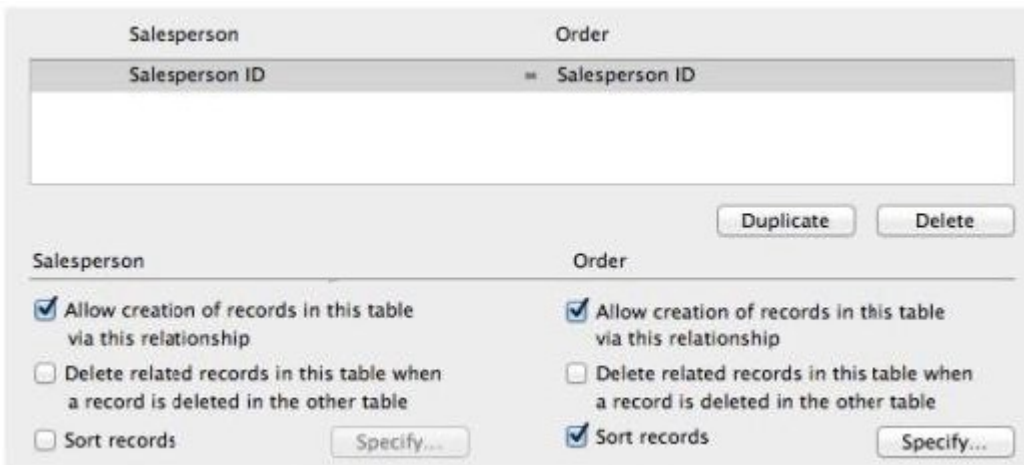 Salesperson Order
Salesperson ID = Salesperson ID
Duplicate Delete
Salesperson Order
Allow creation of records in this table
via this relationship
Allow creation of records in this table
via this relationship
Delete related records in this table when
a record is deleted in the other table
Delete related records in this table when
a record is deleted in the other table
Sort records Specify... Sort records Specify...